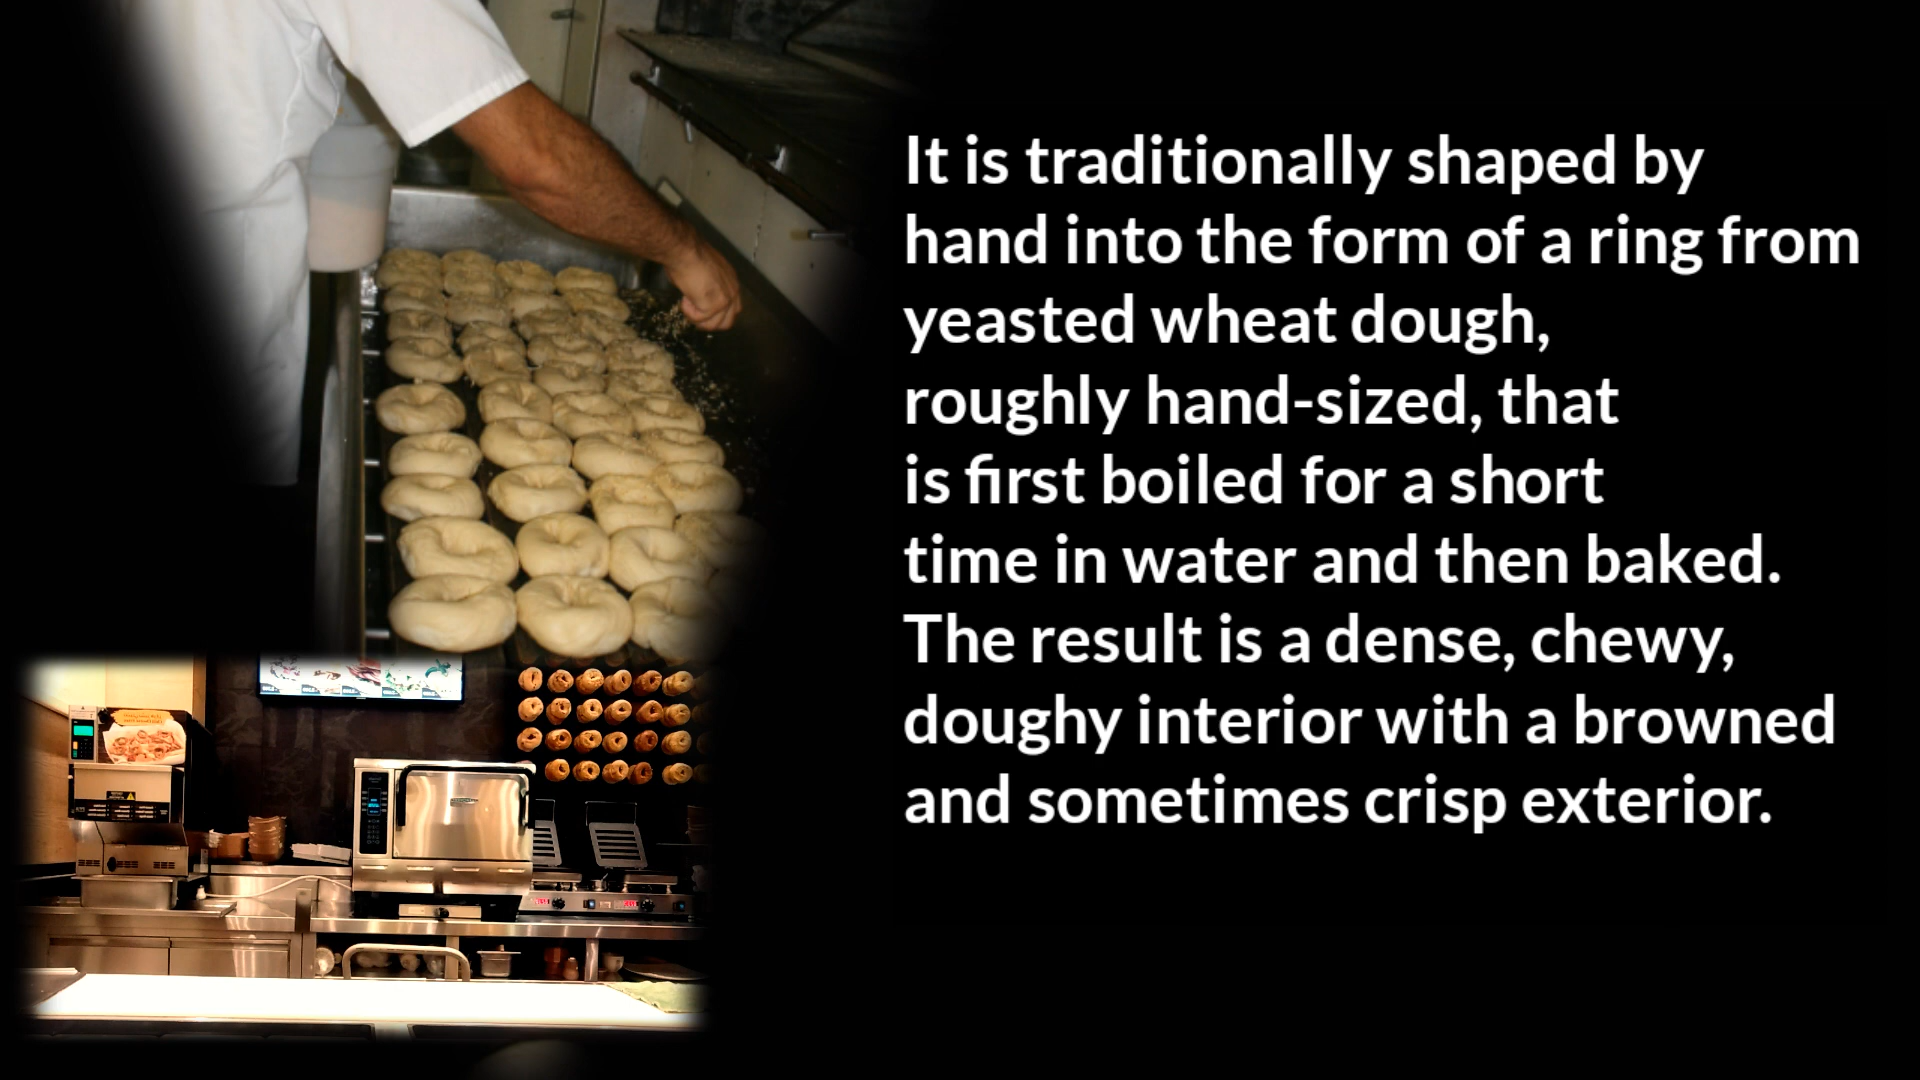 It is traditionally shaped by
hand into the form of a ring from
yeasted wheat dough,
roughly hand-sized, that
is first boiled for a short
time in water and then baked.
The result is a dense, chewy,
doughy interior with a browned
and sometimes crisp exterior.